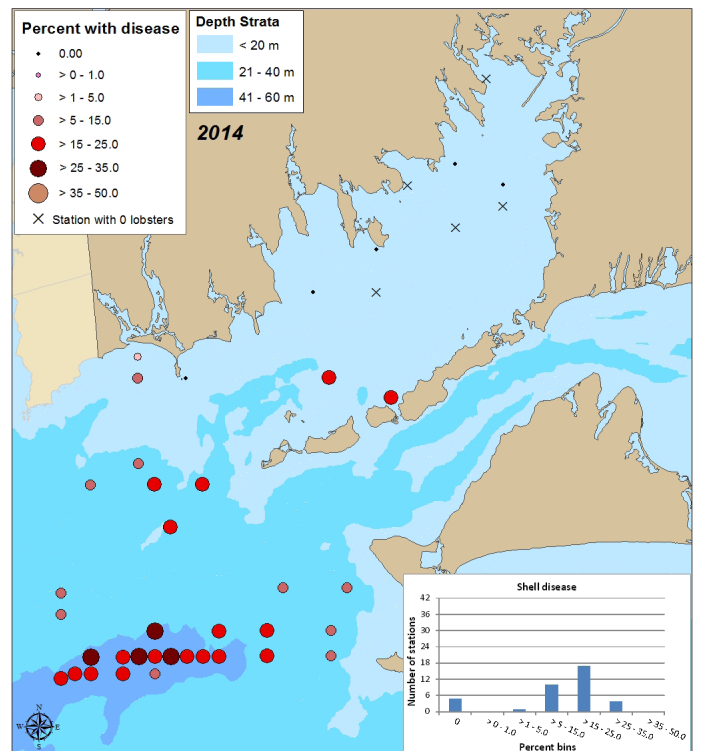 Percent with disease
0.00
> 0 - 1.0
> 1 - 5.0
> 5 - 15.0
> 15 - 25.0
> 25 - 35.0
> 35 - 50.0
Station with 0 lobsters
Depth Strata
< 20 m
21 - 40 m
41 - 60 m
2014
N
W E
S
Shell disease
Number of stations
42
36
30
24
18
12
6
0
0
> 0 - 1.0
> 1 - 5.0
> 5 - 15.0
> 15 - 25.0
> 25 - 35.0
> 35 - 50.0
Percent bins